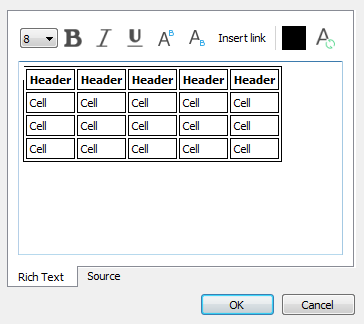 8 B I U A B A B Insert link A
Header Header Header Header Header
Cell Cell Cell Cell Cell
Cell Cell Cell Cell Cell
Cell Cell Cell Cell Cell
Rich Text Source
OK Cancel